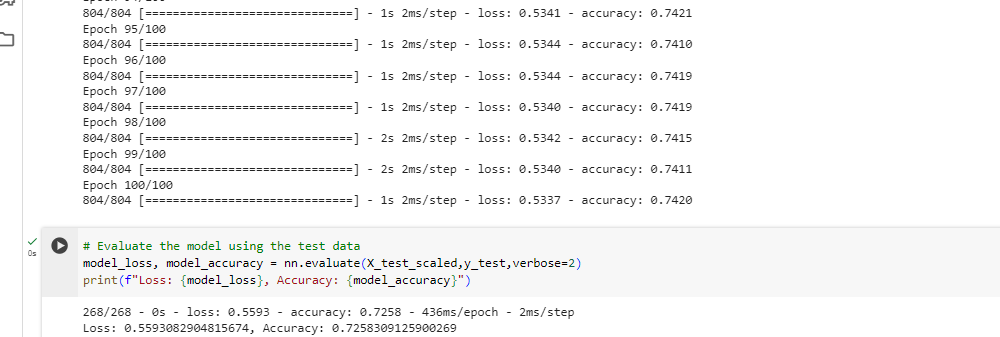 804/804 [==============================] - 1s 2ms/step - loss: 0.5341 - accuracy: 0.7421
Epoch 95/100
804/804 [==============================] - 1s 2ms/step - loss: 0.5344 - accuracy: 0.7410
Epoch 96/100
804/804 [==============================] - 1s 2ms/step - loss: 0.5344 - accuracy: 0.7419
Epoch 97/100
804/804 [==============================] - 1s 2ms/step - loss: 0.5340 - accuracy: 0.7419
Epoch 98/100
804/804 [==============================] - 2s 2ms/step - loss: 0.5342 - accuracy: 0.7415
Epoch 99/100
804/804 [==============================] - 2s 2ms/step - loss: 0.5340 - accuracy: 0.7411
Epoch 100/100
804/804 [==============================] - 1s 2ms/step - loss: 0.5337 - accuracy: 0.7420
# Evaluate the model using the test data
0s
model_loss, model_accuracy = nn.evaluate(X_test_scaled,y_test,verbose=2)
print(f"Loss: {model_loss}, Accuracy: {model_accuracy}")
268/268 - 0s - loss: 0.5593 - accuracy: 0.7258 - 436ms/epoch - 2ms/step
Loss: 0.5593082904815674, Accuracy: 0.7258309125900269